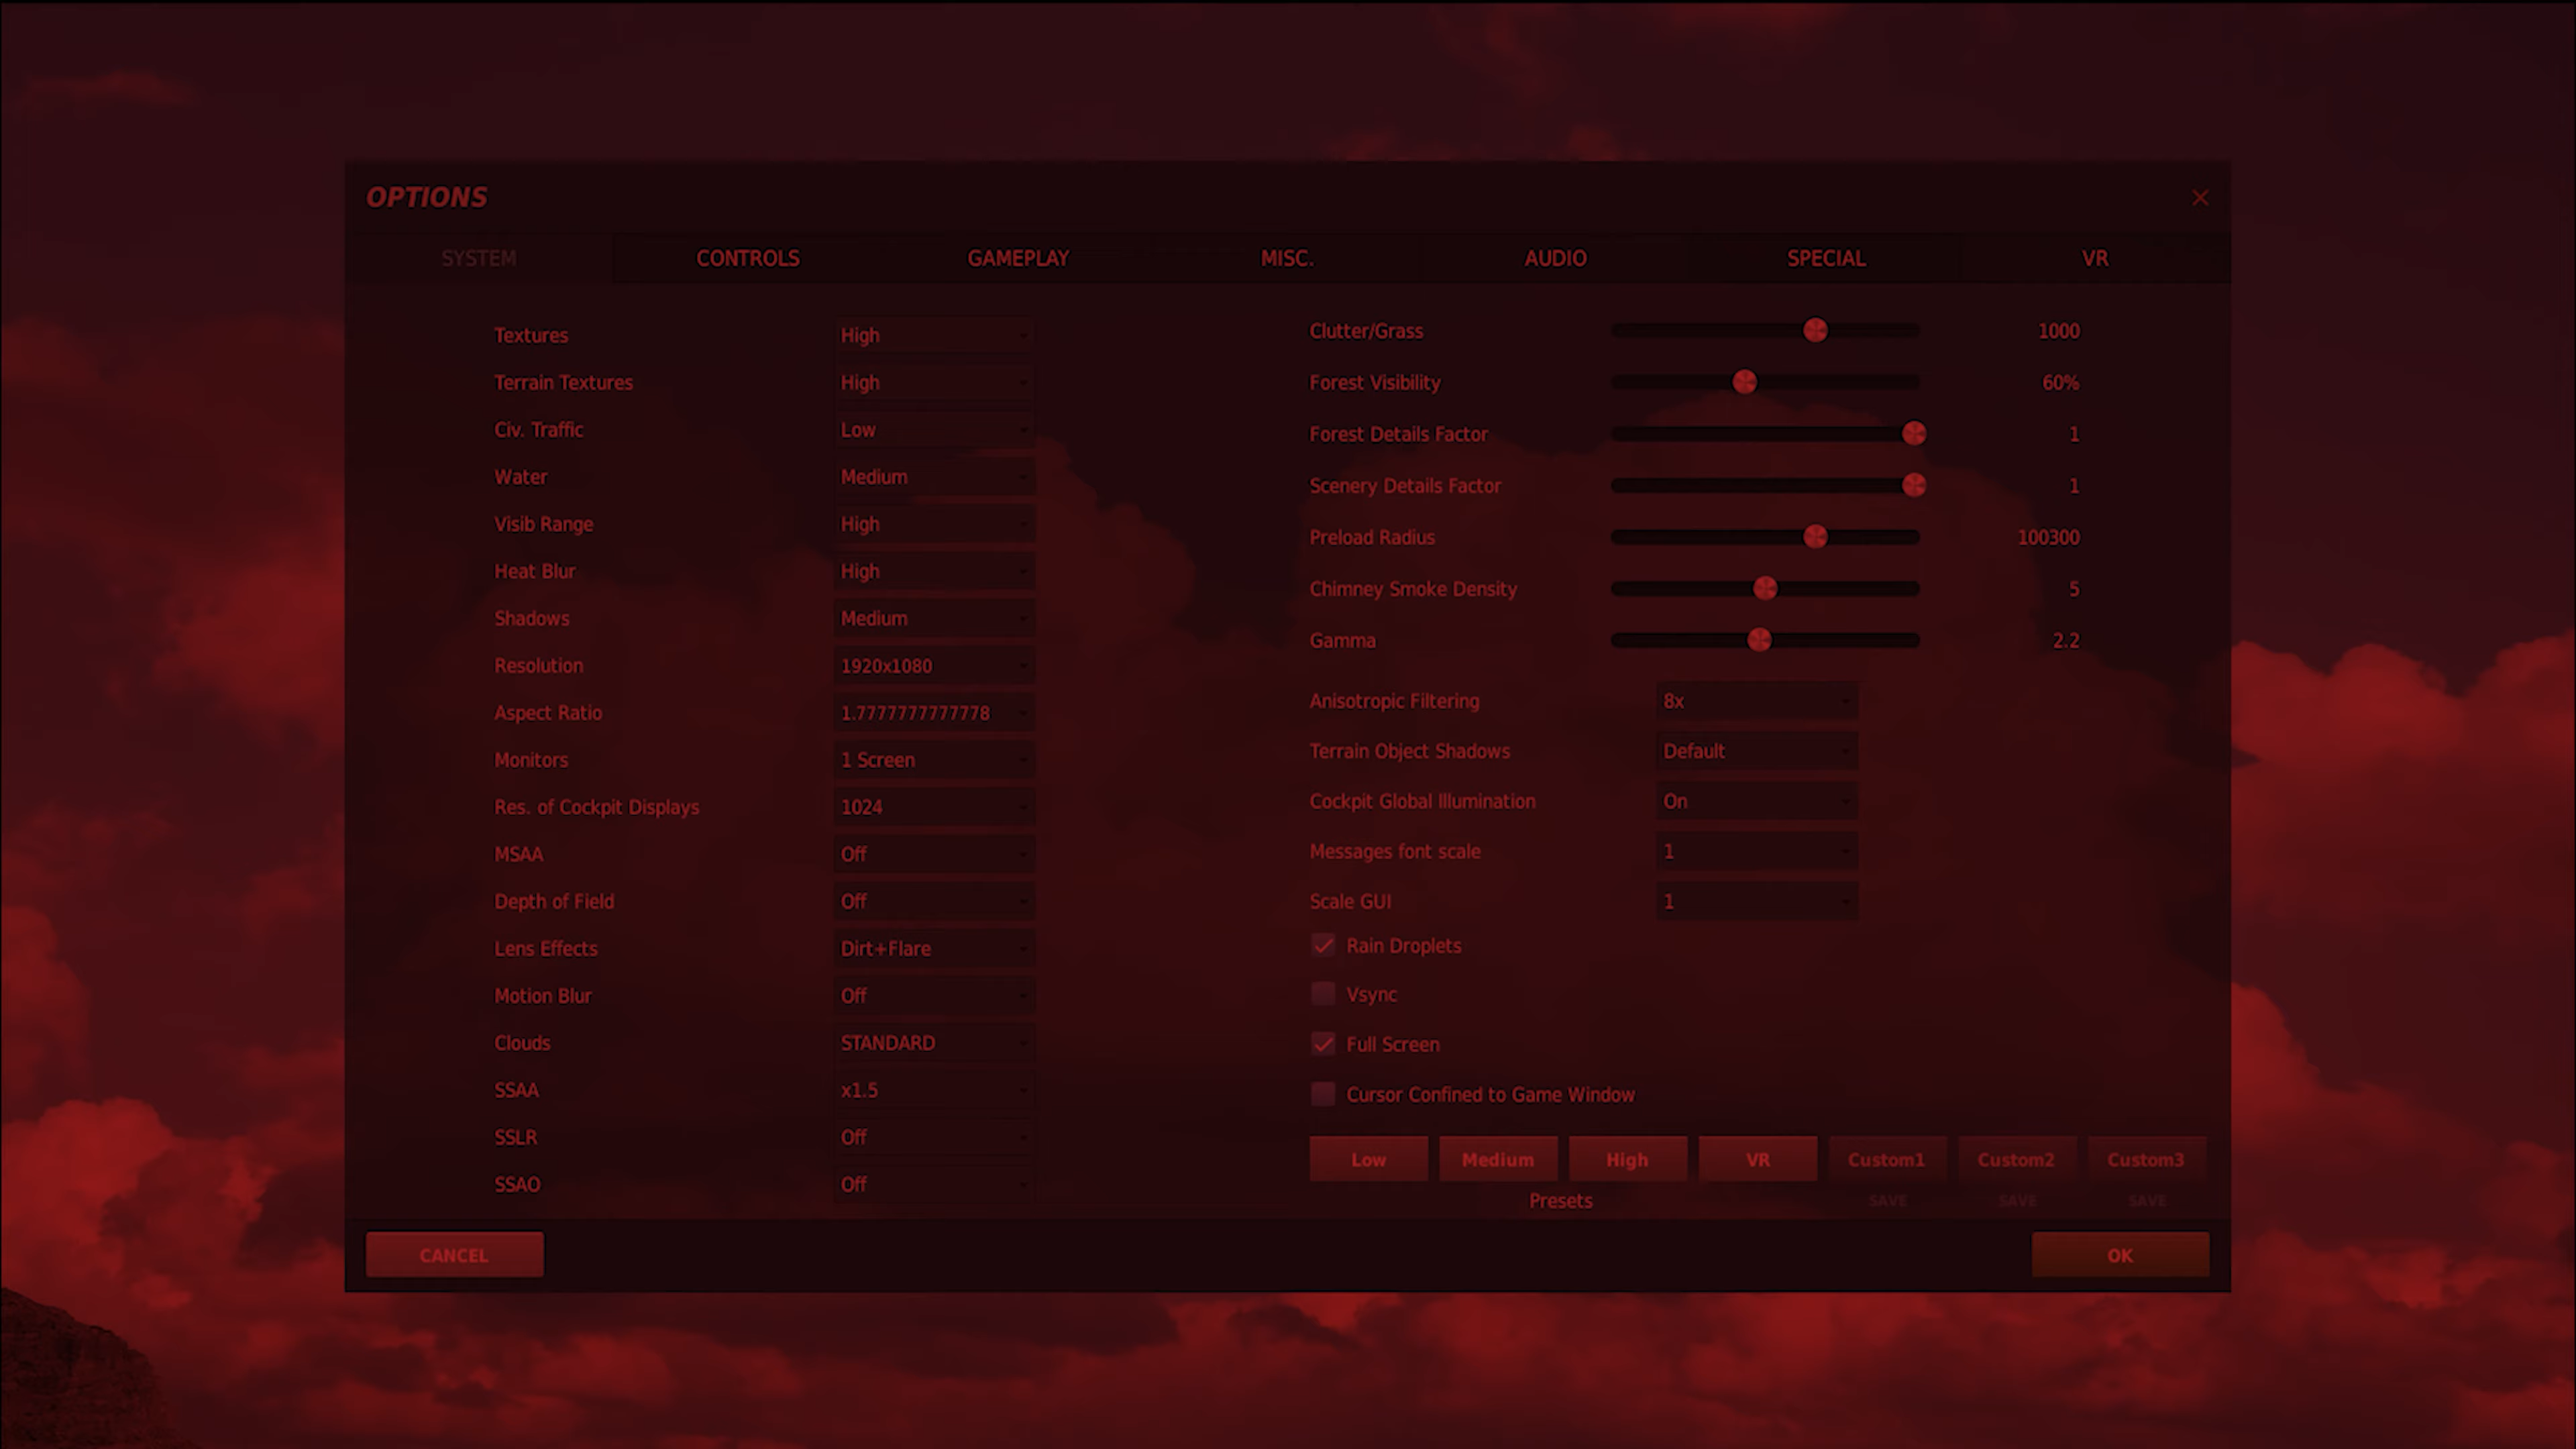 OPTIONS ×
SYSTEM CONTROLS GAMEPLAY MISC. AUDIO SPECIAL VR
Textures High
Terrain Textures High
Civ. Traffic Low
Water Medium
Visib Range High
Heat Blur High
Shadows Medium
Resolution 1920x1080
Aspect Ratio 1.7777777777778
Monitors 1 Screen
Res. of Cockpit Displays 1024
MSAA Off
Depth of Field Off
Lens Effects Dirt+Flare
Motion Blur Off
Clouds STANDARD
SSAA x1.5
SSLR Off
SSAO Off
Clutter/Grass 1000
Forest Visibility 60%
Forest Details Factor 1
Scenery Details Factor 1
Preload Radius 100300
Chimney Smoke Density 5
Gamma 2.2
Anisotropic Filtering 8x
Terrain Object Shadows Default
Cockpit Global Illumination On
Messages font scale 1
Scale GUI 1
Rain Droplets
Vsync
Full Screen
Cursor Confined to Game Window
Low Medium High VR Custom1 Custom2 Custom3
Presets SAVE SAVE SAVE
CANCEL OK